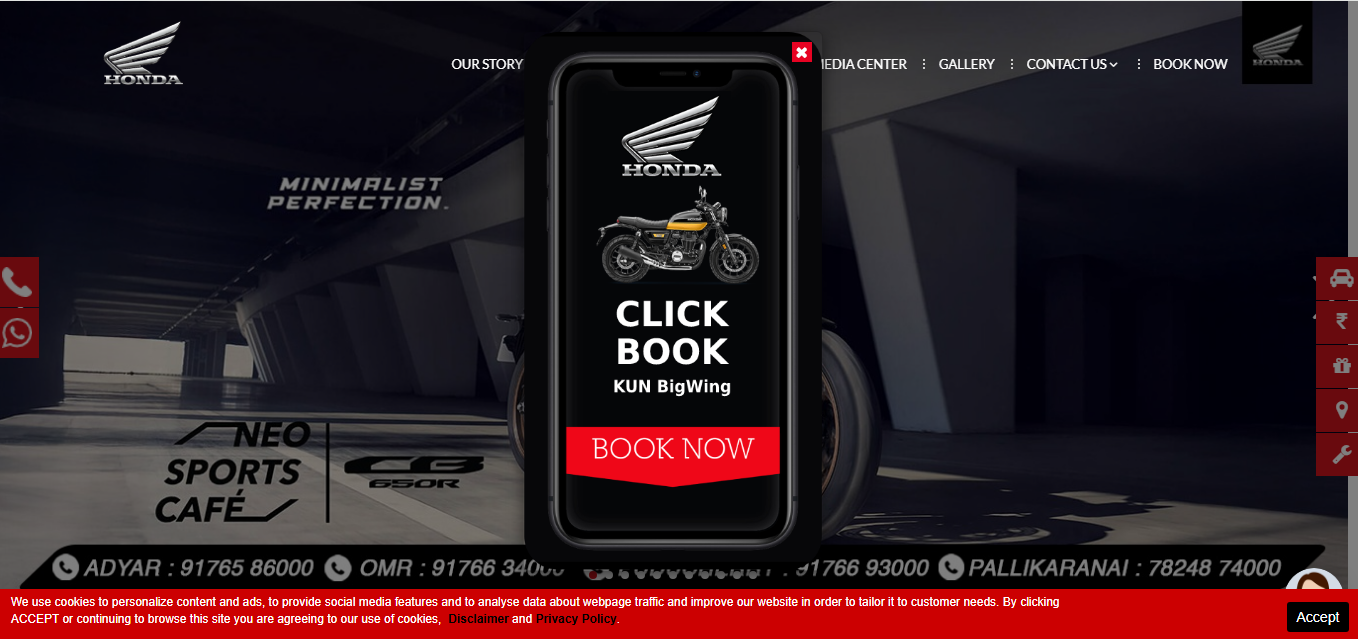 HONDA
OUR STORY
MEDIA CENTER
GALLERY
CONTACT US
BOOK NOW
HONDA
HONDA
MINIMALIST
PERFECTION.
CLICK
BOOK
KUN BigWing
BOOK NOW
NEO
SPORTS
CAFÉ
CB
650R
ADYAR : 91765 86000
OMR : 91766 34000
: 91766 93000
PALLIKARANAI : 78248 74000
We use cookies to personalize content and ads, to provide social media features and to analyse data about webpage traffic and improve our website in order to tailor it to customer needs. By clicking
ACCEPT or continuing to browse this site you are agreeing to our use of cookies, Disclaimer and Privacy Policy.
Accept